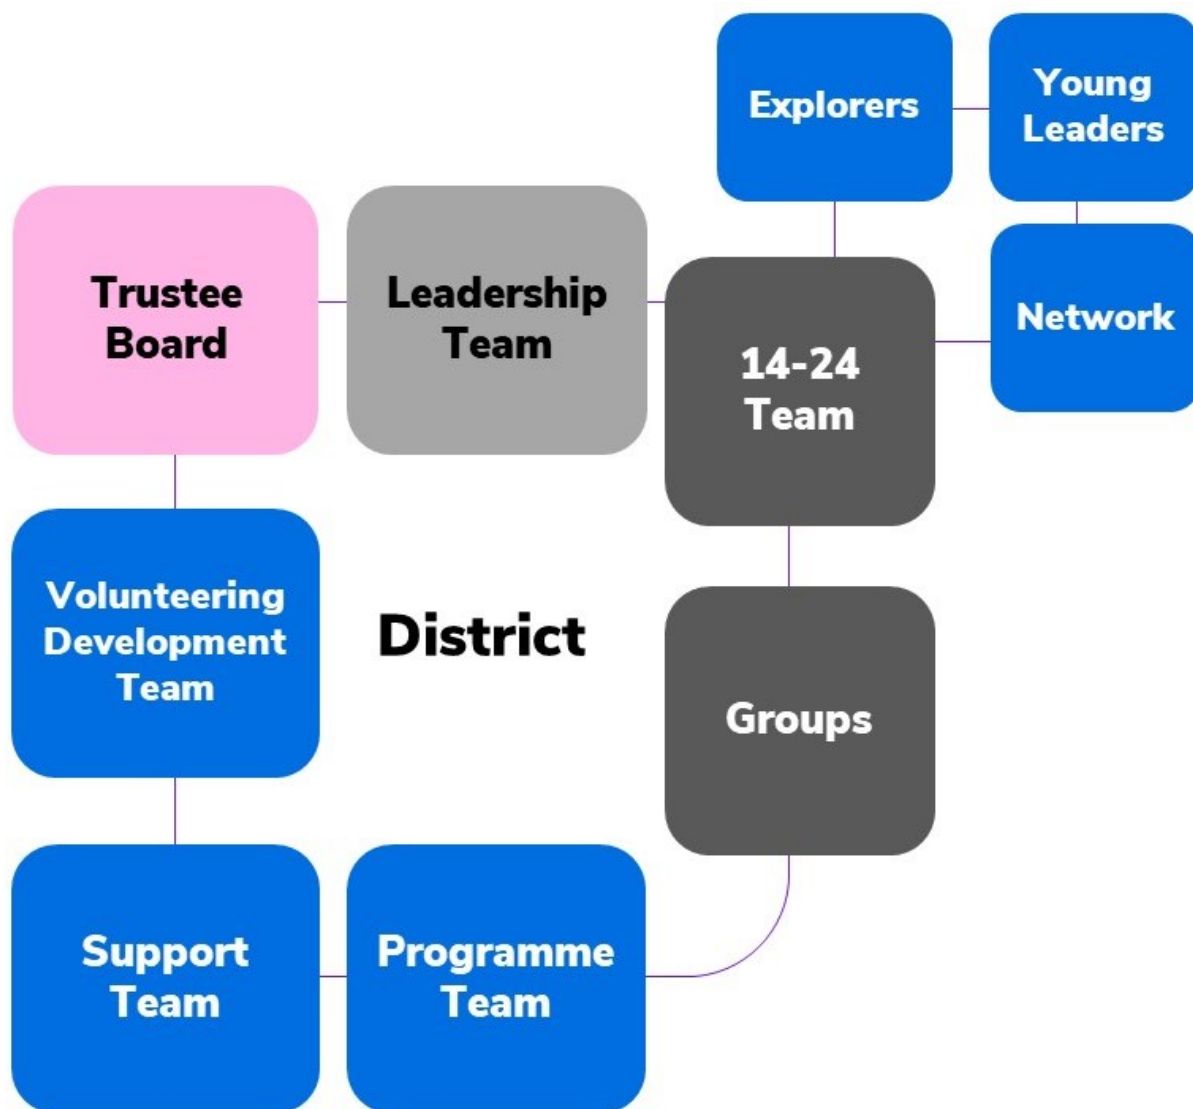 Explorers
Young
Leaders
Trustee
Board
Leadership
Team
14-24
Team
Network
Volunteering
Development
Team
District
Groups
Support
Team
Programme
Team